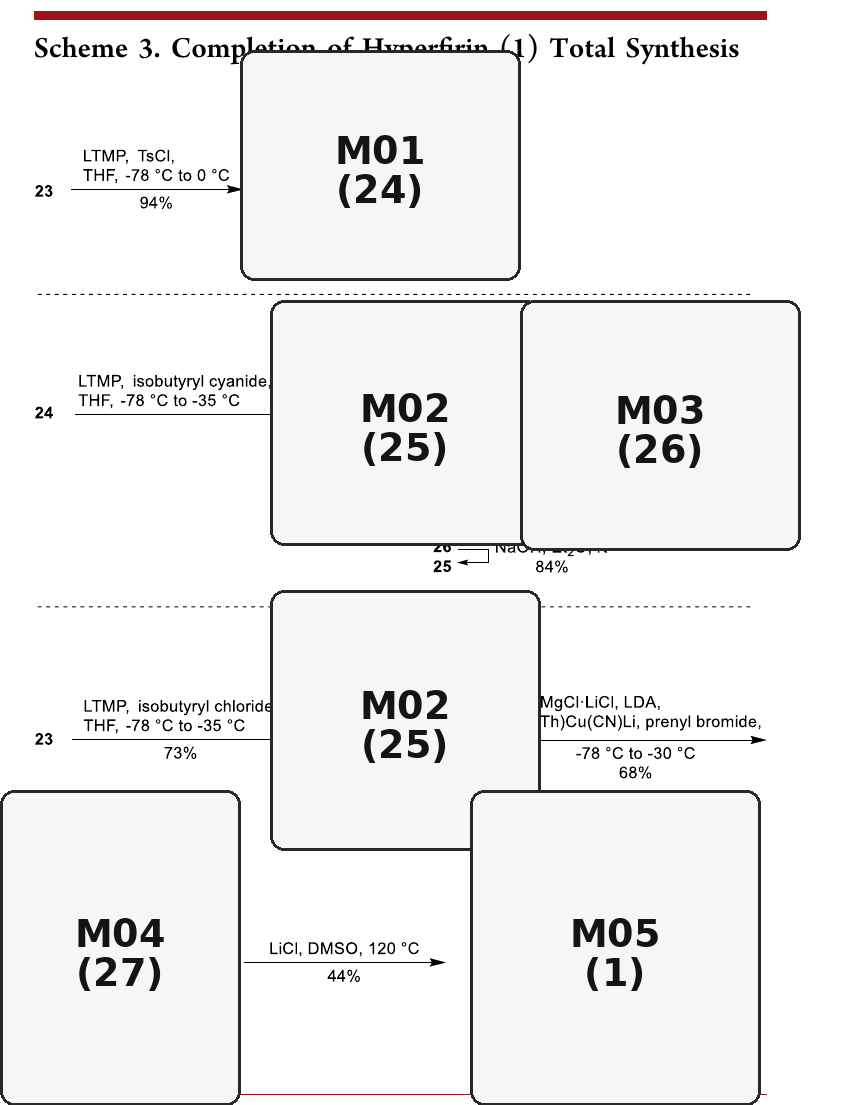 Scheme 3. Completion of Hyperfirin (1) Total Synthesis
M01
(24)
LTMP, TsCl,
THF, -78 °C to 0 °C
23
94%
M02
(25)
M03
(26)
LTMP, isobutyryl cyanide,
THF, -78 °C to -35 °C
24
26
25
84%
M02
(25)
LTMP, isobutyryl chloride
THF, -78 °C to -35 °C
23
73%
MgCl·LiCl, LDA,
Th)Cu(CN)Li, prenyl bromide,
-78 °C to -30 °C
68%
M04
(27)
LiCl, DMSO, 120 °C
44%
M05
(1)